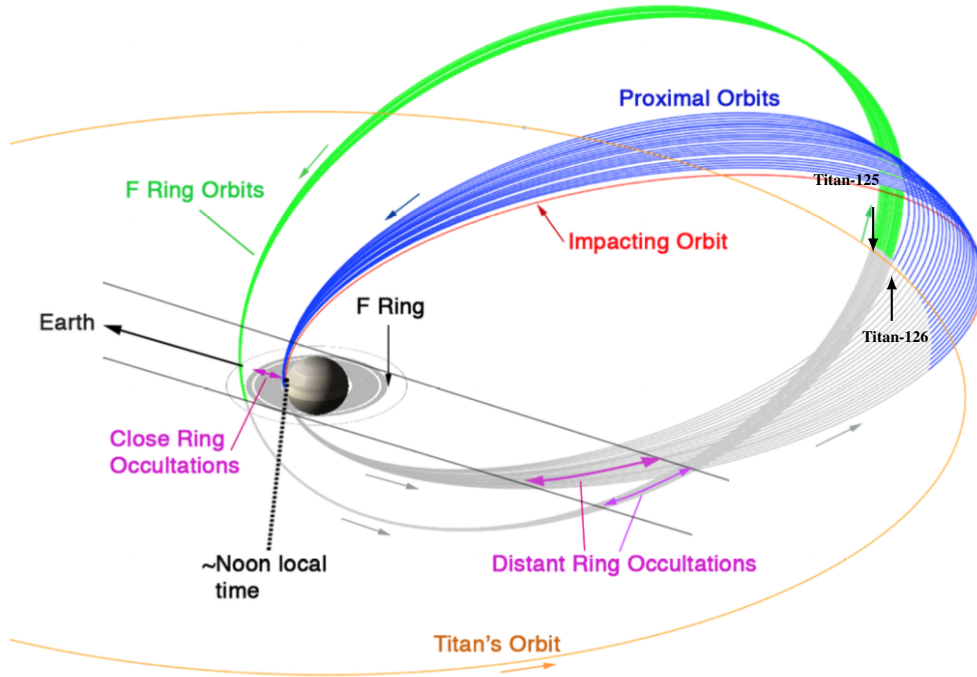 Proximal Orbits
Titan-125
F Ring Orbits
Impacting Orbit
F Ring
Earth
Titan-126
Close Ring
Occultations
~Noon local
time
Distant Ring Occultations
Titan's Orbit